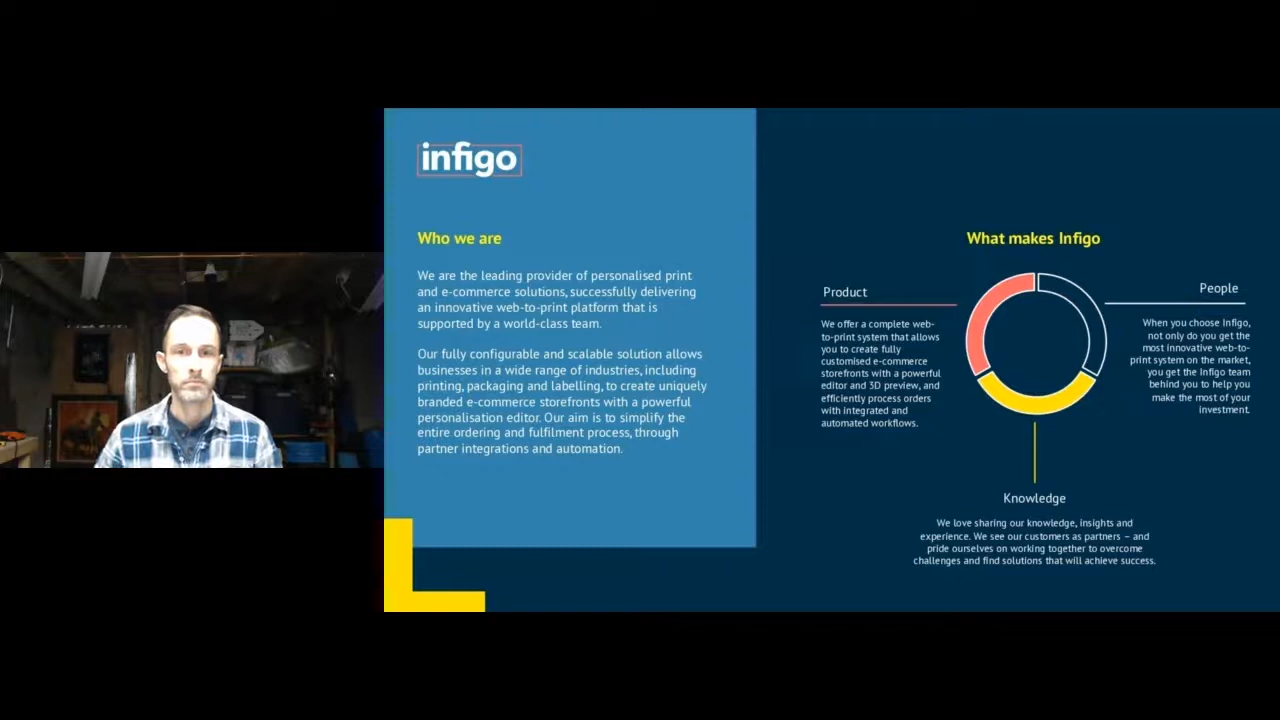 infigo
Who we are
We are the leading provider of personalised print
and e-commerce solutions, successfully delivering
an innovative web-to-print platform that is
supported by a world-class team.
Our fully configurable and scalable solution allows
businesses in a wide range of industries, including
printing, packaging and labelling, to create uniquely
branded e-commerce storefronts with a powerful
personalisation editor. Our aim is to simplify the
entire ordering and fulfilment process, through
partner integrations and automation.
What makes Infigo
Product
We offer a complete web-
to-print system that allows
you to create fully
customised e-commerce
storefronts with a powerful
editor and 3D preview, and
efficiently process orders
with integrated and
automated workflows.
People
When you choose Infigo,
not only do you get the
most innovative web-to-
print system on the market,
you get the Infigo team
behind you to help you
make the most of your
investment.
Knowledge
We love sharing our knowledge, insights and
experience. We see our customers as partners – and
pride ourselves on working together to overcome
challenges and find solutions that will achieve success.